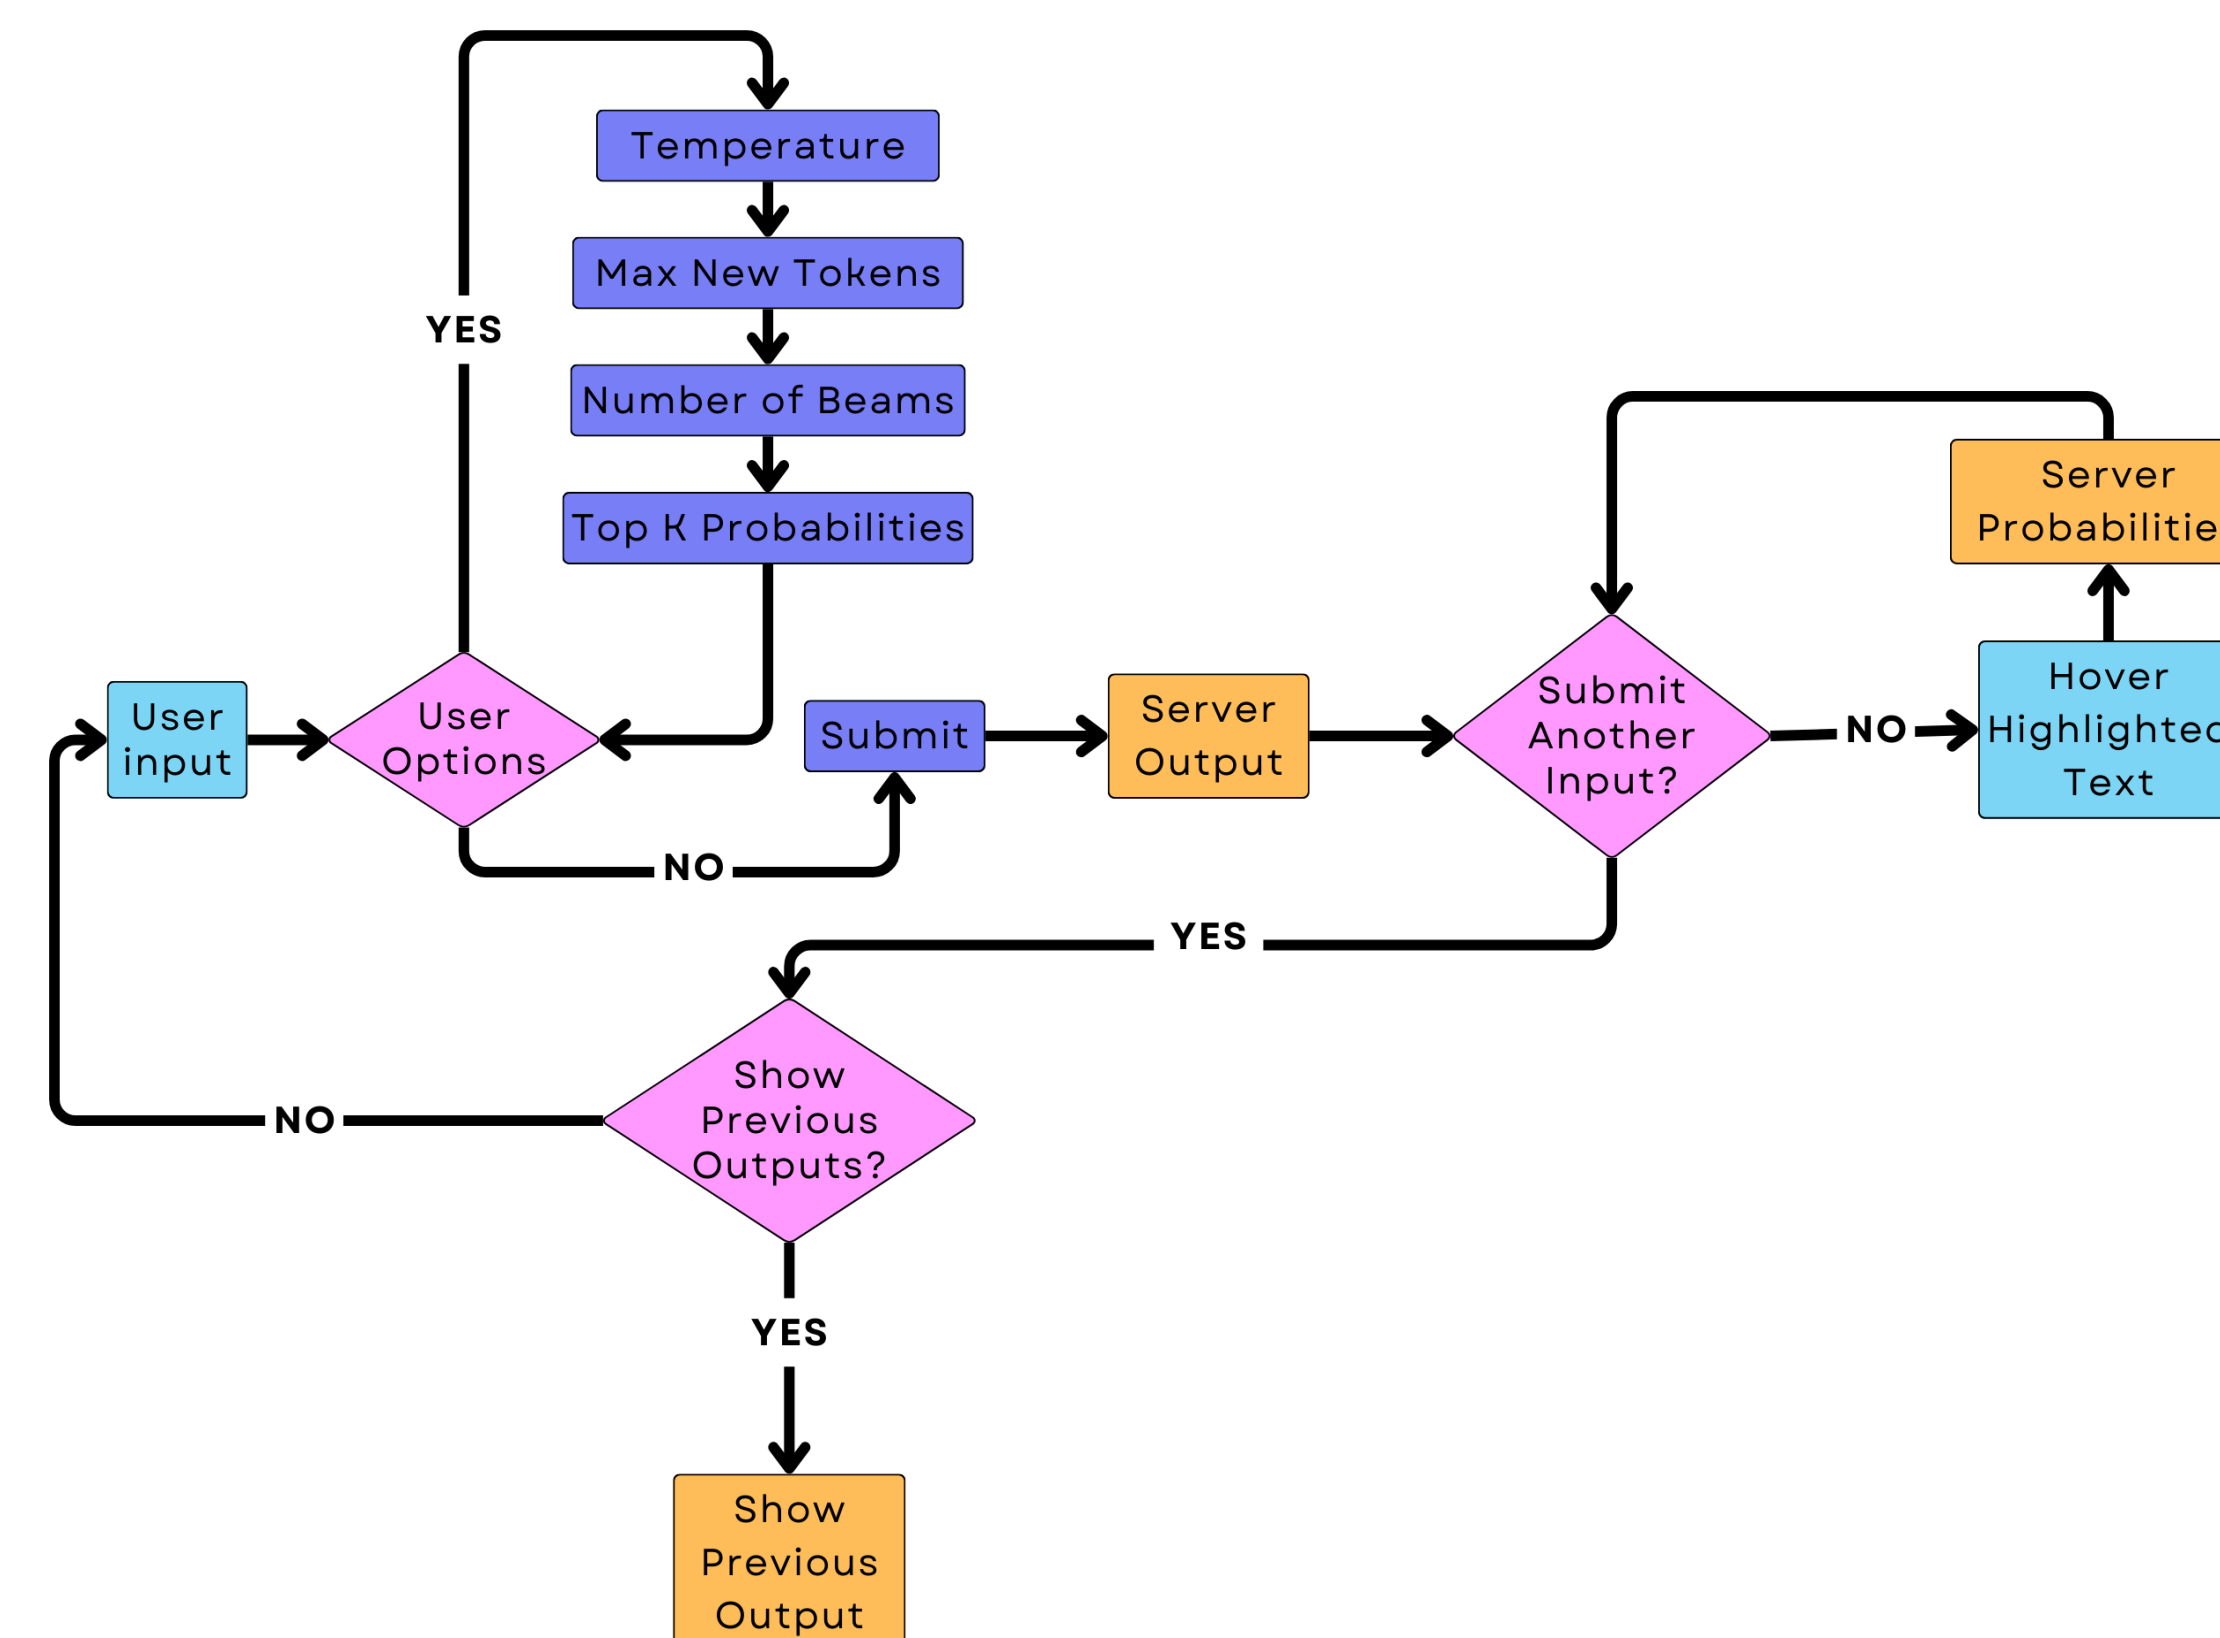 Temperature
Max New Tokens
YES
Number of Beams
Top K Probabilities
Server
Probabilitie
User
input
User
Options
Submit
Server
Output
Submit
Another
Input?
NO
Hover
Highlighted
Text
NO
YES
Show
Previous
Outputs?
NO
YES
Show
Previous
Output